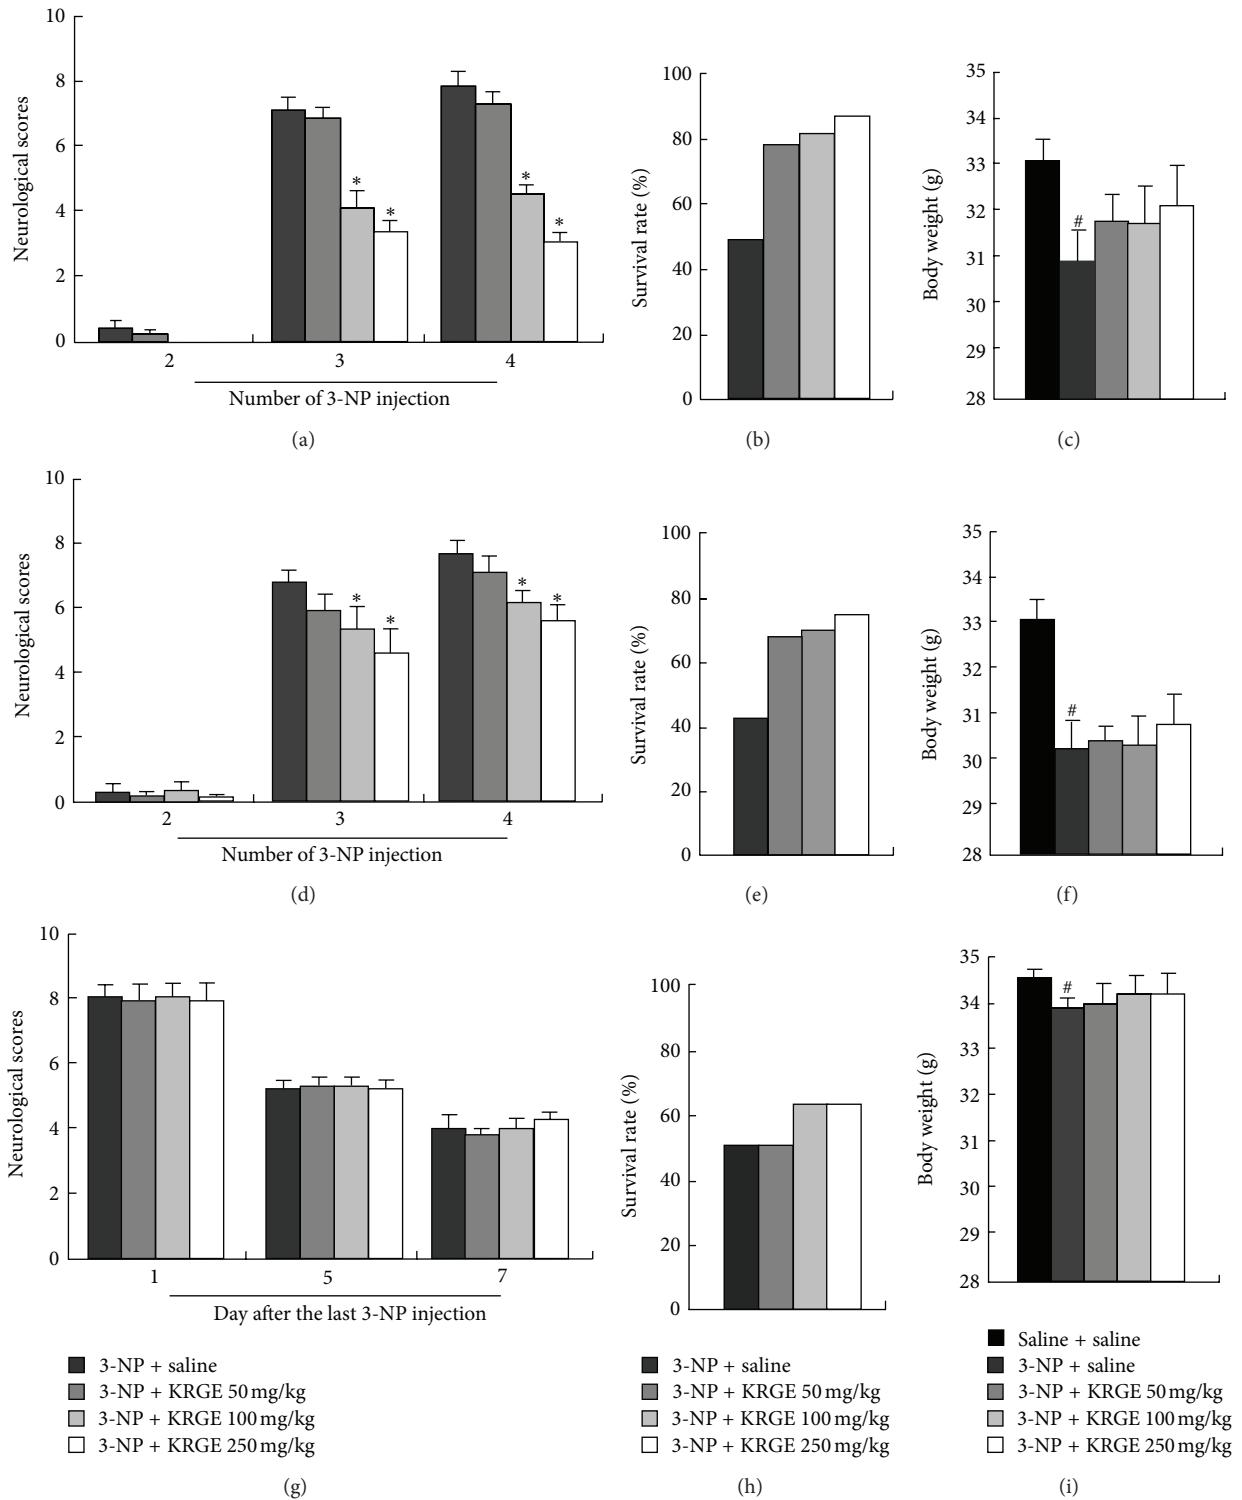 10
8
6
4
2
0
Neurological scores
* * * *
2 3 4
Number of 3-NP injection
(a)
100
80
60
40
20
0
Survival rate (%)
(b)
35
34
33
32
31
30
29
28
Body weight (g)
#
(c)
10
8
6
4
2
0
Neurological scores
* * * *
2 3 4
Number of 3-NP injection
(d)
100
80
60
40
20
0
Survival rate (%)
(e)
35
34
33
32
31
30
29
28
Body weight (g)
#
(f)
10
8
6
4
2
0
Neurological scores
1 5 7
Day after the last 3-NP injection
3-NP + saline
3-NP + KRGE 50 mg/kg
3-NP + KRGE 100 mg/kg
3-NP + KRGE 250 mg/kg
(g)
100
80
60
40
20
0
Survival rate (%)
3-NP + saline
3-NP + KRGE 50 mg/kg
3-NP + KRGE 100 mg/kg
3-NP + KRGE 250 mg/kg
(h)
35
34
33
32
31
30
29
28
Body weight (g)
#
Saline + saline
3-NP + saline
3-NP + KRGE 50 mg/kg
3-NP + KRGE 100 mg/kg
3-NP + KRGE 250 mg/kg
(i)